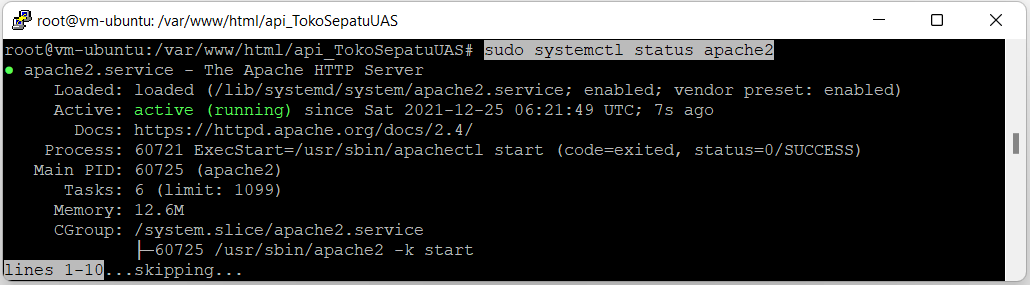 root@vm-ubuntu: /var/www/html/api_TokoSepatuUAS
root@vm-ubuntu:/var/www/html/api_TokoSepatuUAS# sudo systemctl status apache2
● apache2.service - The Apache HTTP Server
     Loaded: loaded (/lib/systemd/system/apache2.service; enabled; vendor preset: enabled)
     Active: active (running) since Sat 2021-12-25 06:21:49 UTC; 7s ago
       Docs: https://httpd.apache.org/docs/2.4/
    Process: 60721 ExecStart=/usr/sbin/apachectl start (code=exited, status=0/SUCCESS)
   Main PID: 60725 (apache2)
      Tasks: 6 (limit: 1099)
     Memory: 12.6M
     CGroup: /system.slice/apache2.service
             ├─60725 /usr/sbin/apache2 -k start
lines 1-10...skipping...